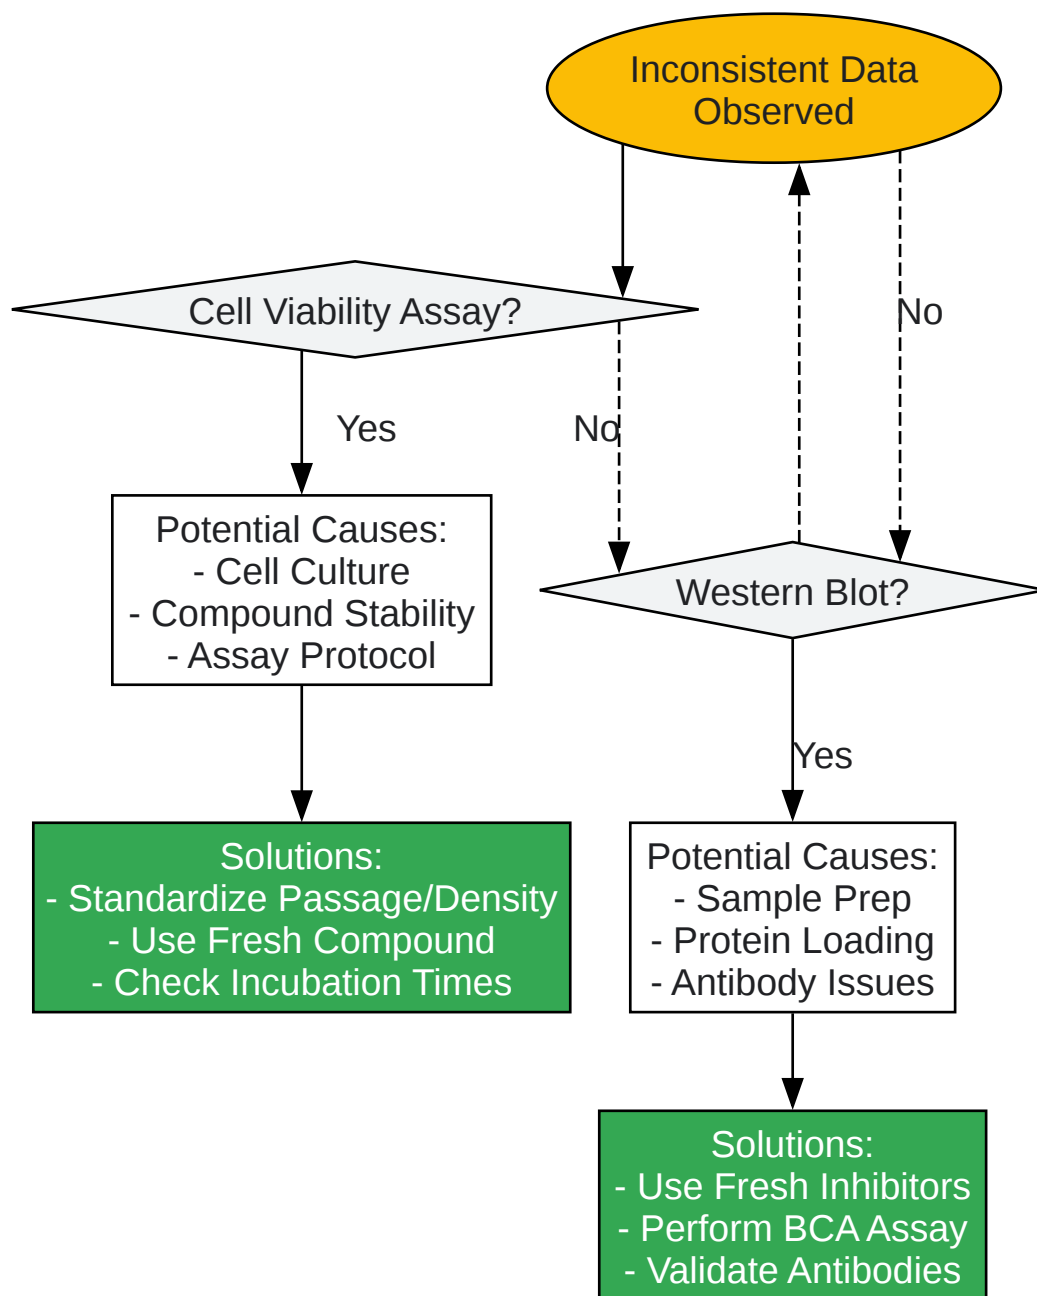 Inconsistent Data
Observed
Cell Viability Assay?
No
Yes
No
Potential Causes:
- Cell Culture
- Compound Stability
- Assay Protocol
Western Blot?
Yes
Solutions:
- Standardize Passage/Density
- Use Fresh Compound
- Check Incubation Times
Potential Causes:
- Sample Prep
- Protein Loading
- Antibody Issues
Solutions:
- Use Fresh Inhibitors
- Perform BCA Assay
- Validate Antibodies